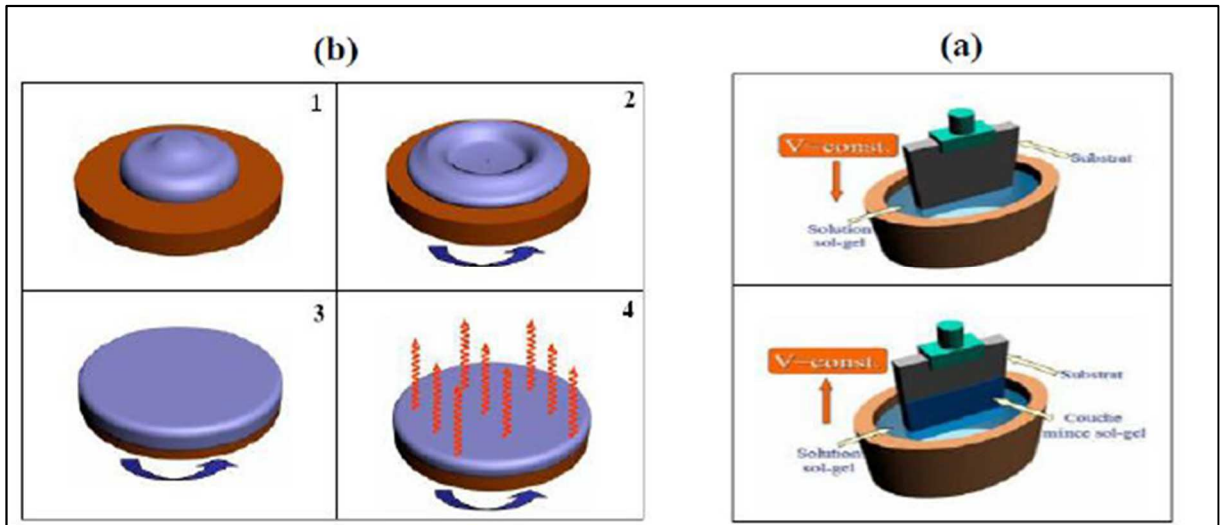 (b)
1
2
3
4
(a)
V=const.
Substrat
Solution
sol-gel
V=const.
Substrat
Couche
mince sol-gel
Solution
sol-gel